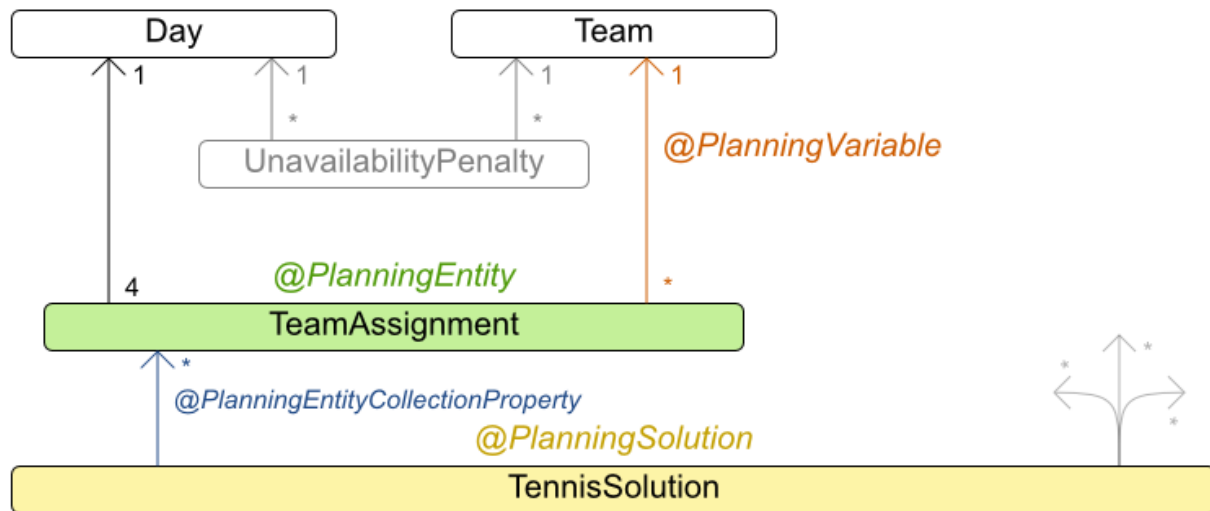 Day
Team
1
1
1
1
*
*
@PlanningVariable
UnavailabilityPenalty
@PlanningEntity
4
*
TeamAssignment
*
*
*
@PlanningEntityCollectionProperty
*
@PlanningSolution
TennisSolution